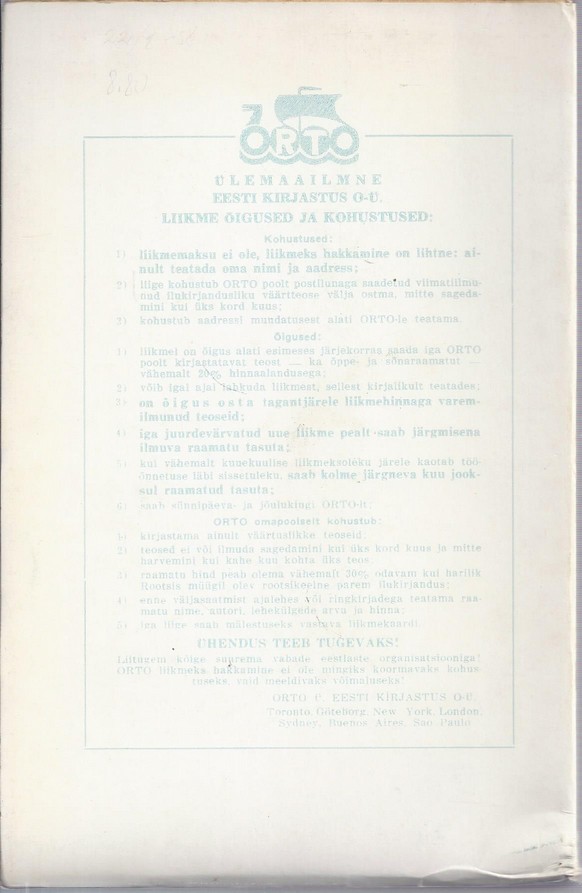 8.20
ORTO
ÜLEMAAILMNE
EESTI KIRJASTUS O-Ü.
LIIKME ÕIGUSED JA KOHUSTUSED:
Kohustused:
1) liikmemaksu ei ole, liikmeks hakkamine on lihtne: ai-
nult teatada oma nimi ja aadress;
2) liige kohustub ORTO poolt postilunaga saadetud viimatiilmu-
nud ilukirjandusliku väärtteose välja ostma, mitte sageda-
mini kui üks kord kuus;
kohustub aadressi muudatusest alati ORTO-le teatama.
Õigused:
1) liikmel on õigus alati esimeses järjekorras saada iga ORTO
poolt kirjastatavat teost — ka õppe- ja sõnaraamatut —
vähemalt 20% hinnaalandusega;
2) võib igal ajal lahkuda liikmest, sellest kirjalikult teatades;
3) on õigus osta tagantjärele liikmehinnaga varem-
ilmunud teoseid;
4) iga juurdevärvatud uue liikme pealt saab järgmisena
ilmuva raamatu tasuta;
5) kui vähemalt kuuekuulise liikmeksoleku järele kaotab töö-
õnnetuse läbi sissetuleku, saab kolme järgneva kuu jook-
sul raamatud tasuta;
6) saab sünnipäeva- ja jõulukingi ORTO-lt.
ORTO omapoolselt kohustub:
1) kirjastama ainult väärtuslikke teoseid;
2) teosed ei või ilmuda sagedamini kui üks kord kuus ja mitte
harvemini kui kahe kuu kohta üks teos.
3) raamatu hind peab olema vähemalt 30% odavam kui harilik
Rootsis müügil olev rootsikeelne parem ilukirjandus;
4) enne väljasaatmist ajalehes või ringkirjadega teatama raa-
matu nime, autori, lehekülgede arvu ja hinna;
5) iga liige saab mälestuseks vastava liikmekaardi.
ÜHENDUS TEEB TUGEVAKS!
Liitugem kõige suurema vabade eestlaste organisatsiooniga!
ORTO liikmeks hakkamine ei ole mingiks koormavaks kohus-
tuseks, vaid meeldivaks võimaluseks!
ORTO Ü. EESTI KIRJASTUS O-Ü.
Toronto, Göteborg, New York, London,
Sydney, Buenos Aires, Sao Paulo